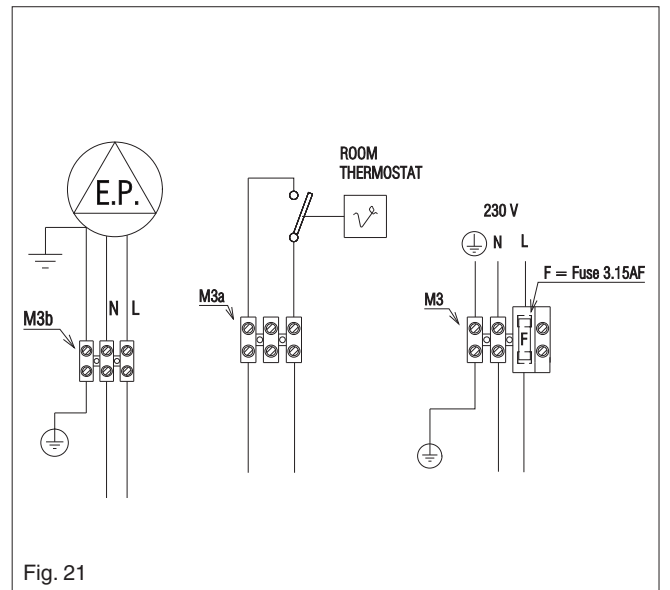 E.P.
N L
M3b
ROOM
THERMOSTAT
M3a
230 V
N L
F = Fuse 3.15AF
M3
F
Fig. 21